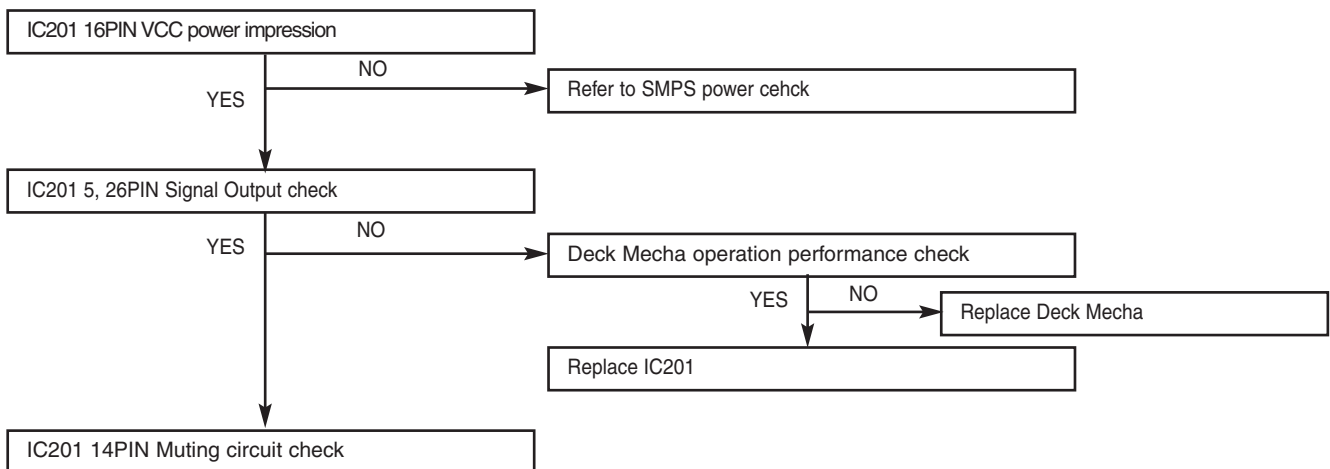 IC201 16PIN VCC power impression
NO
YES
Refer to SMPS power cehck
IC201 5, 26PIN Signal Output check
NO
YES
Deck Mecha operation performance check
YES
NO
Replace Deck Mecha
Replace IC201
IC201 14PIN Muting circuit check